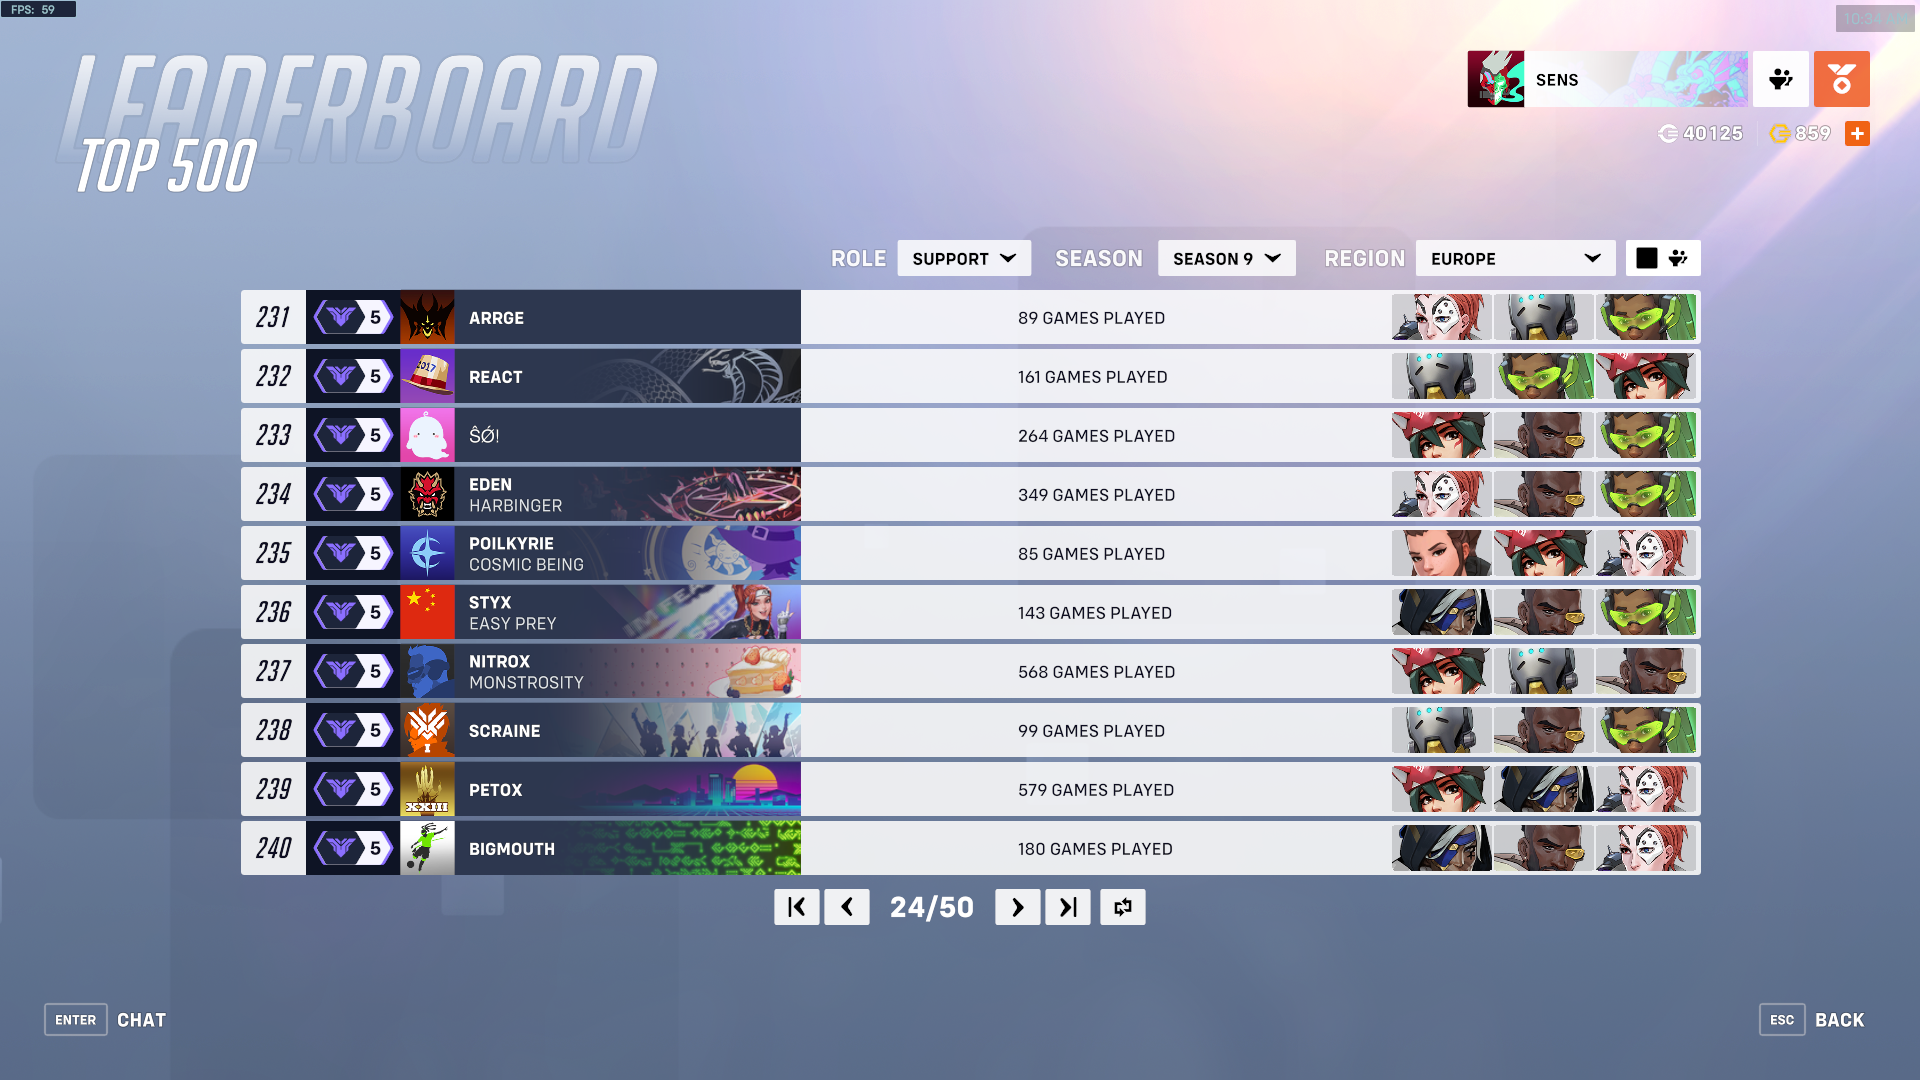 FPS: 59
LEADERBOARD
TOP 500
SENS
40125
859
ROLE SUPPORT SEASON SEASON 9 REGION EUROPE
231 5 ARRGE 89 GAMES PLAYED
232 5 2017 REACT 161 GAMES PLAYED
233 5 ŜǾ! 264 GAMES PLAYED
234 5 EDEN 349 GAMES PLAYED
HARBINGER
235 5 POILKYRIE 85 GAMES PLAYED
COSMIC BEING
236 5 STYX 143 GAMES PLAYED
EASY PREY
237 5 NITROX 568 GAMES PLAYED
MONSTROSITY
238 5 I SCRAINE 99 GAMES PLAYED
239 5 XXIII PETOX 579 GAMES PLAYED
240 5 BIGMOUTH 180 GAMES PLAYED
24/50
ENTER CHAT
ESC BACK